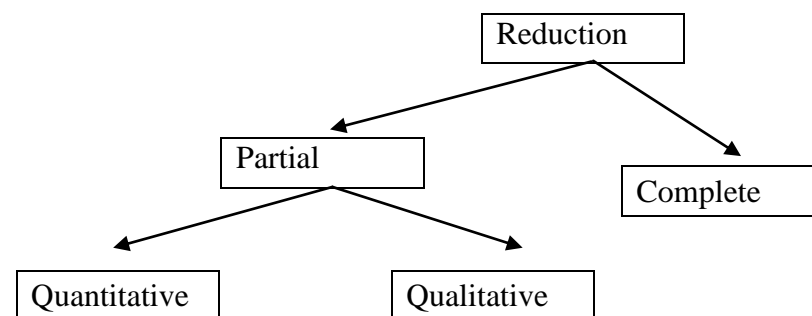 Reduction
Partial
Complete
Quantitative
Qualitative